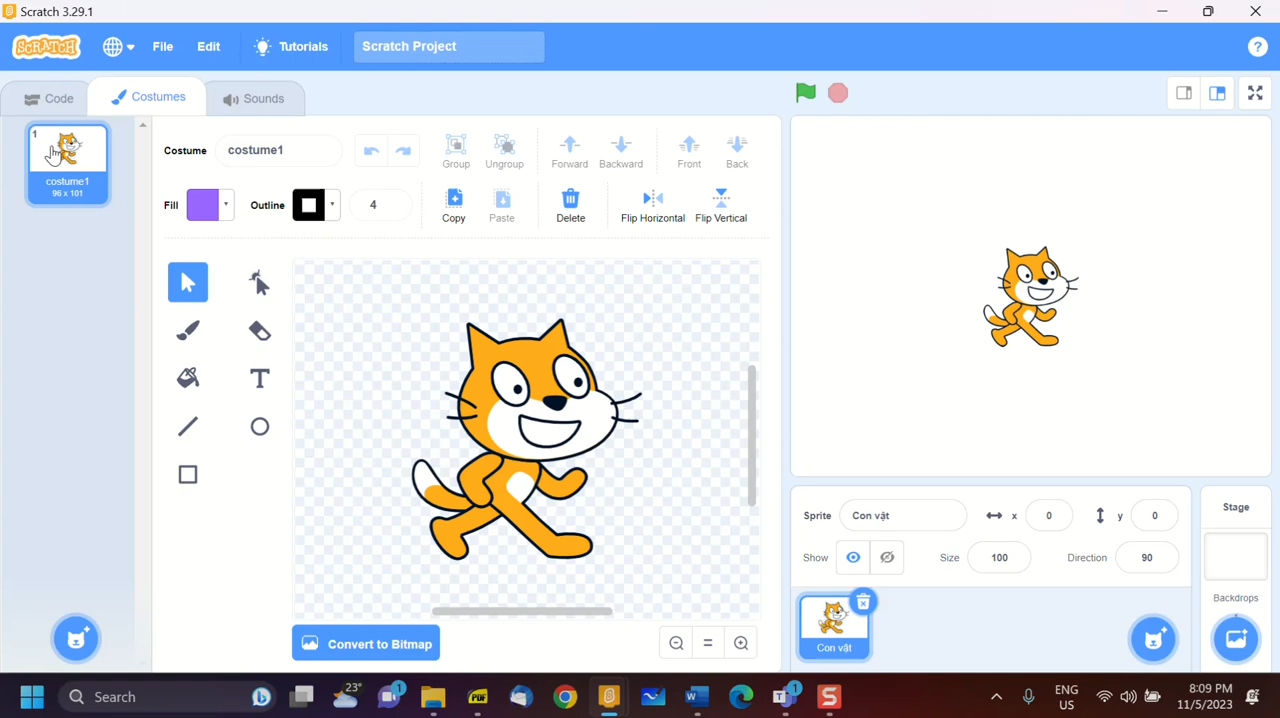 Scratch 3.29.1
SCRATCH
File
Edit
Tutorials
Scratch Project
?
Code
Costumes
Sounds
1
costume1
96 x 101
Costume
costume1
Group
Ungroup
Forward
Backward
Front
Back
Fill
Outline
4
Copy
Paste
Delete
Flip Horizontal
Flip Vertical
T
Convert to Bitmap
Sprite
Con vật
x
0
y
0
Show
Size
100
Direction
90
Con vật
Stage
Backdrops
Search
23°
1
PDF
1
ENG
US
8:09 PM
11/5/2023